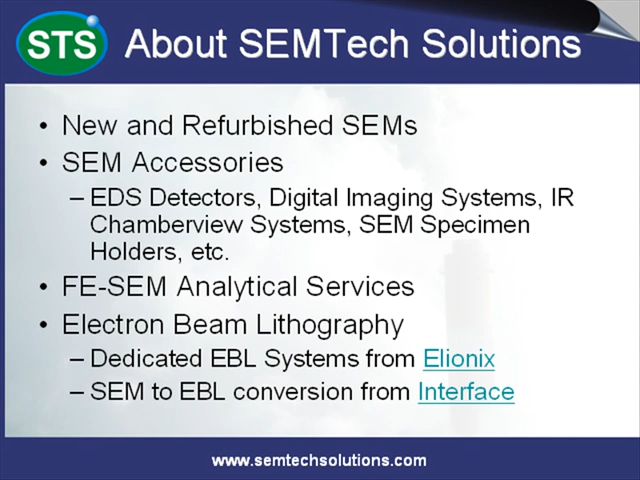 STS
About SEMTech Solutions
• New and Refurbished SEMs
• SEM Accessories
– EDS Detectors, Digital Imaging Systems, IR
Chamberview Systems, SEM Specimen
Holders, etc.
• FE-SEM Analytical Services
• Electron Beam Lithography
– Dedicated EBL Systems from Elionix
– SEM to EBL conversion from Interface
www.semtechsolutions.com